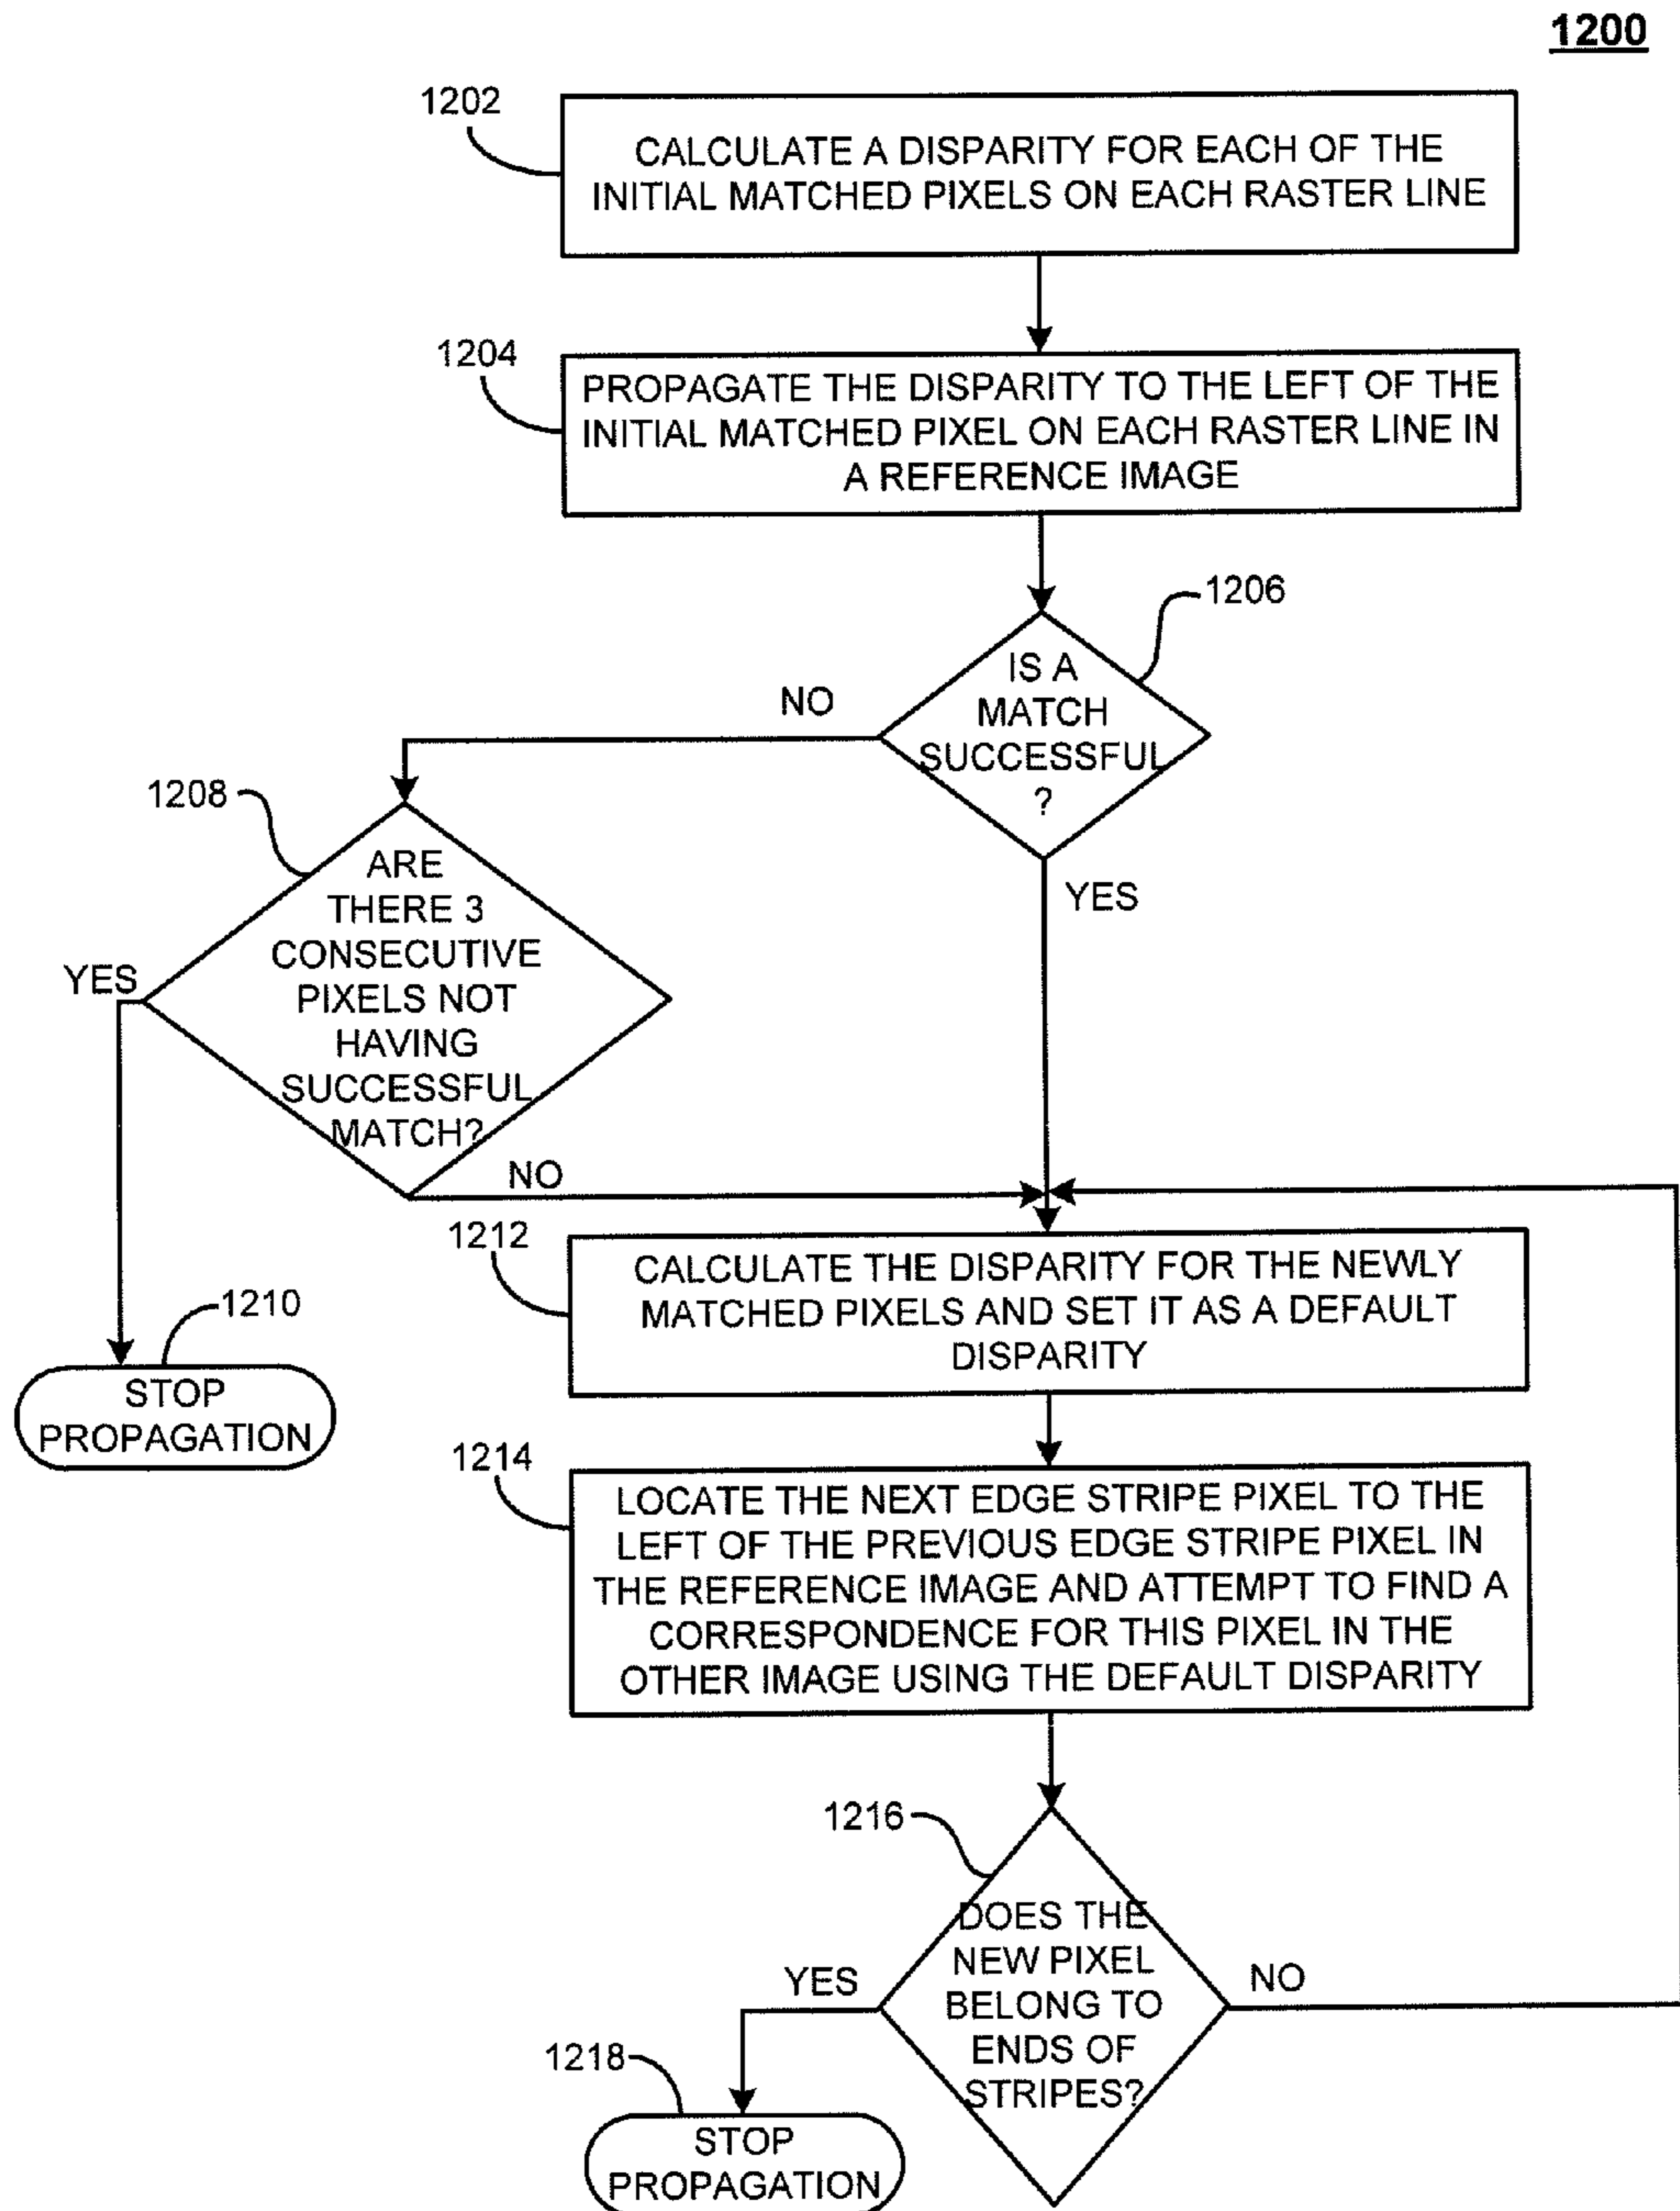 1200
1202
CALCULATE A DISPARITY FOR EACH OF THE
INITIAL MATCHED PIXELS ON EACH RASTER LINE
1204
PROPAGATE THE DISPARITY TO THE LEFT OF THE
INITIAL MATCHED PIXEL ON EACH RASTER LINE IN
A REFERENCE IMAGE
1206
IS A
MATCH
SUCCESSFUL
?
NO
YES
1208
ARE
THERE 3
CONSECUTIVE
PIXELS NOT
HAVING
SUCCESSFUL
MATCH?
YES
NO
1210
STOP
PROPAGATION
1212
CALCULATE THE DISPARITY FOR THE NEWLY
MATCHED PIXELS AND SET IT AS A DEFAULT
DISPARITY
1214
LOCATE THE NEXT EDGE STRIPE PIXEL TO THE
LEFT OF THE PREVIOUS EDGE STRIPE PIXEL IN
THE REFERENCE IMAGE AND ATTEMPT TO FIND A
CORRESPONDENCE FOR THIS PIXEL IN THE
OTHER IMAGE USING THE DEFAULT DISPARITY
1216
DOES THE
NEW PIXEL
BELONG TO
ENDS OF
STRIPES?
YES
NO
1218
STOP
PROPAGATION